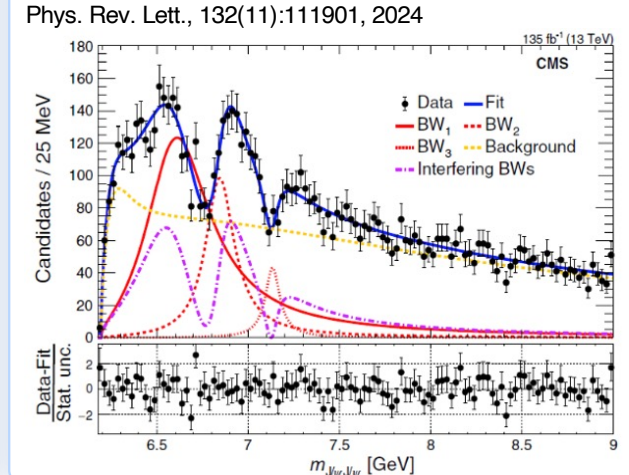 Phys. Rev. Lett., 132(11):111901, 2024
135 fb⁻¹ (13 TeV)
CMS
180
160
140
120
100
80
60
40
20
0
Candidates / 25 MeV
Data Fit
BW₁ BW₂
BW₃ Background
Interfering BWs
Data-Fit
Stat. unc.
2
0
−2
6.5 7 7.5 8 8.5 9
m J/ψJ/ψ [GeV]